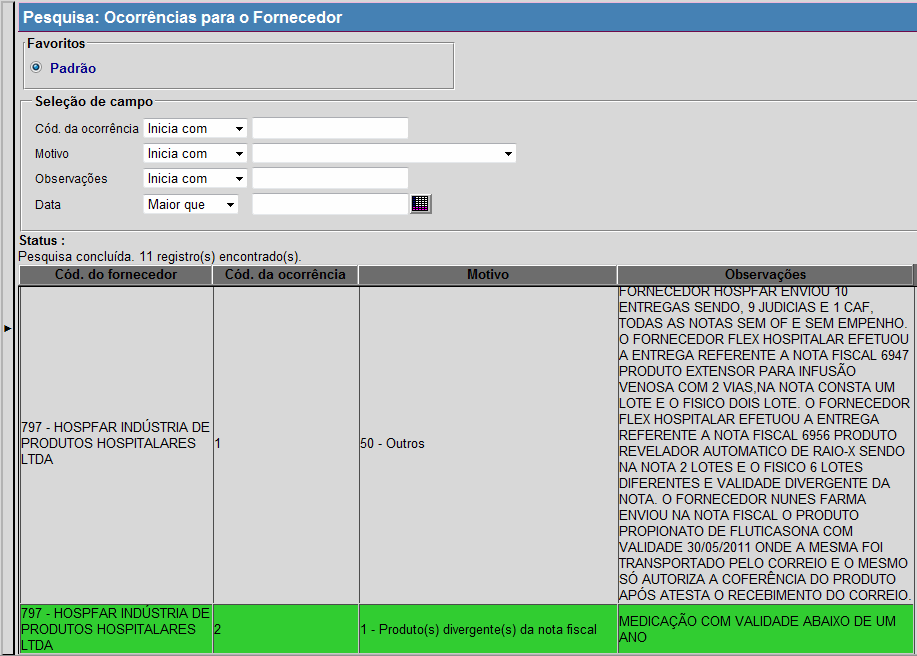 Pesquisa: Ocorrências para o Fornecedor
Favoritos
Padrão
Seleção de campo
Cód. da ocorrência Inicia com
Motivo Inicia com
Observações Inicia com
Data Maior que
Status :
Pesquisa concluída. 11 registro(s) encontrado(s).
Cód. do fornecedor Cód. da ocorrência Motivo Observações
797 - HOSPFAR INDÚSTRIA DE
PRODUTOS HOSPITALARES
LTDA
1
50 - Outros
FORNECEDOR HOSPFAR ENVIOU 10
ENTREGAS SENDO, 9 JUDICIAS E 1 CAF,
TODAS AS NOTAS SEM OF E SEM EMPENHO.
O FORNECEDOR FLEX HOSPITALAR EFETUOU
A ENTREGA REFERENTE A NOTA FISCAL 6947
PRODUTO EXTENSOR PARA INFUSÃO
VENOSA COM 2 VIAS,NA NOTA CONSTA UM
LOTE E O FISICO DOIS LOTE. O FORNECEDOR
FLEX HOSPITALAR EFETUOU A ENTREGA
REFERENTE A NOTA FISCAL 6956 PRODUTO
REVELADOR AUTOMATICO DE RAIO-X SENDO
NA NOTA 2 LOTES E O FISICO 6 LOTES
DIFERENTES E VALIDADE DIVERGENTE DA
NOTA. O FORNECEDOR NUNES FARMA
ENVIOU NA NOTA FISCAL O PRODUTO
PROPIONATO DE FLUTICASONA COM
VALIDADE 30/05/2011 ONDE A MESMA FOI
TRANSPORTADO PELO CORREIO E O MESMO
SÓ AUTORIZA A COFERÊNCIA DO PRODUTO
APÓS ATESTA O RECEBIMENTO DO CORREIO.
797 - HOSPFAR INDÚSTRIA DE
PRODUTOS HOSPITALARES
LTDA
2
1 - Produto(s) divergente(s) da nota fiscal
MEDICAÇÃO COM VALIDADE ABAIXO DE UM
ANO